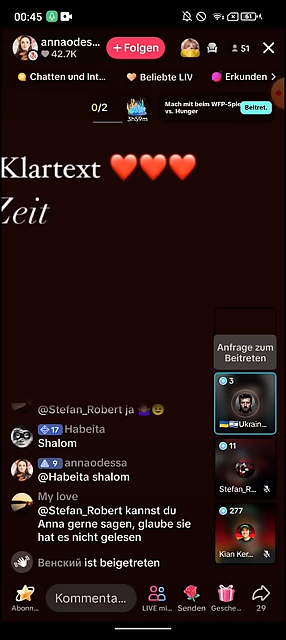 00:45
61
annaodes...
42.7K
+ Folgen
51
Chatten und Int...
Beliebte LIV
Erkunden
0/2
3h59m
Mach mit beim WFP-Spie
vs. Hunger
Beitret.
Klartext ❤️❤️❤️
Zeit
Anfrage zum
Beitreten
3
🇺🇦🇮🇱Ukrain...
@Stefan_Robert ja
17 Habeita
Shalom
9 annaodessa
@Habeita shalom
11
Stefan_R...
My love
@Stefan_Robert kannst du
Anna gerne sagen, glaube sie
hat es nicht gelesen
277
Kian Ker...
Венский ist beigetreten
Abonn...
Kommenta...
LIVE mi...
Senden
Gesche...
29